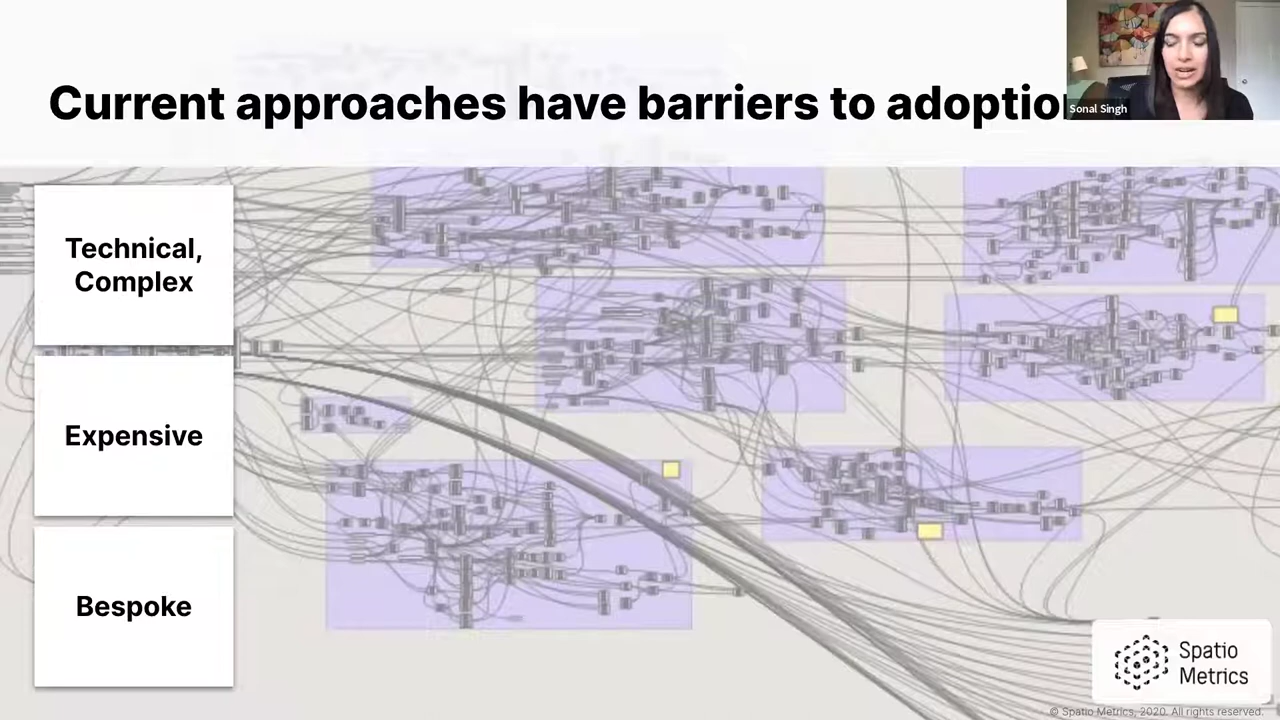 Current approaches have barriers to adoptio
Sonal Singh
Technical,
Complex
Expensive
Bespoke
Spatio
Metrics
© Spatio Metrics, 2020. All rights reserved.